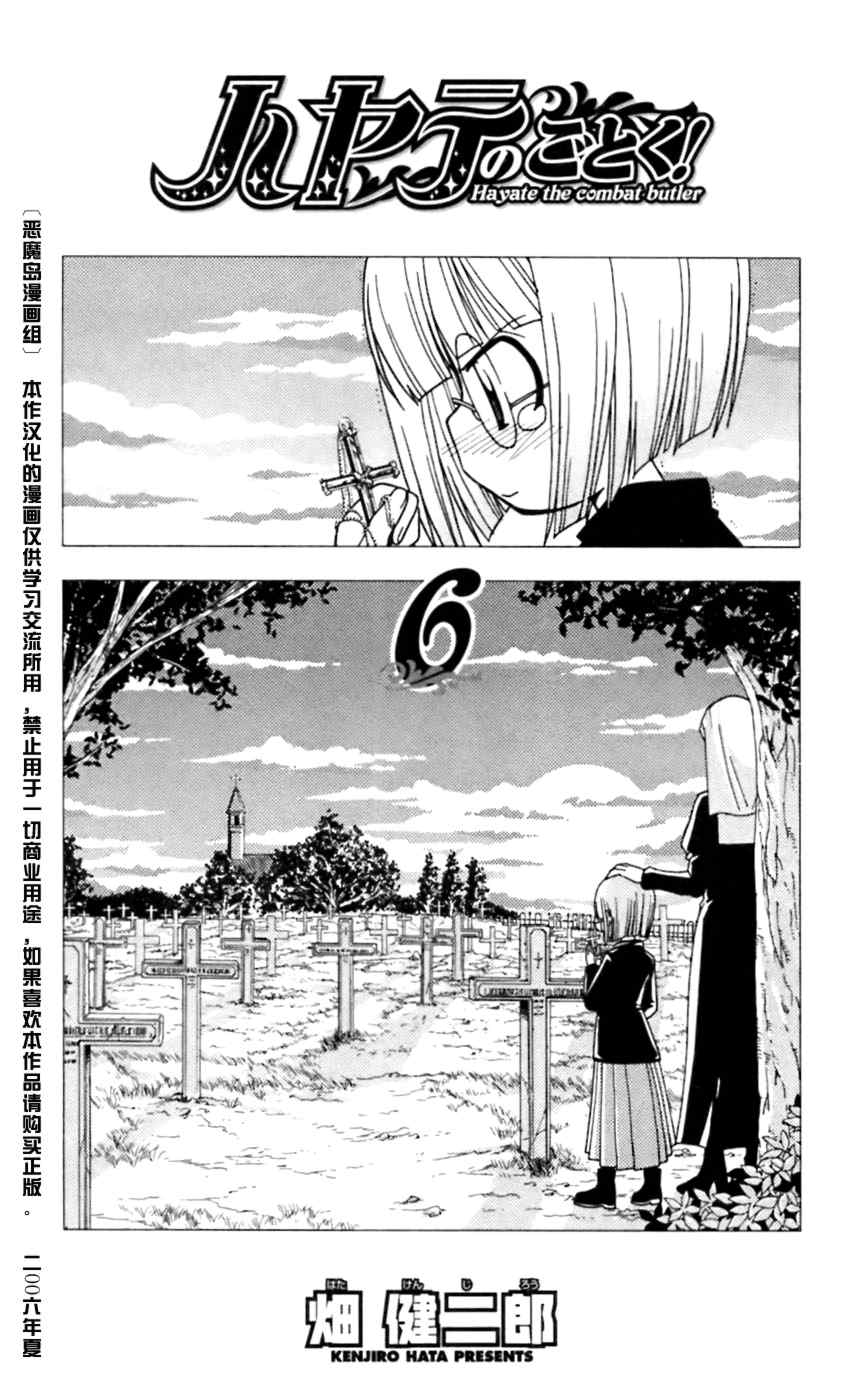 ハヤテのごとく!
Hayate the combat butler
6
〔恶魔岛漫画组〕 本作汉化的漫画仅供学习交流所用，禁止用于一切商业用途，如果喜欢本作品请购买正版。 二00六年夏
はた けん じ ろう
畑 健二郎
KENJIRO HATA PRESENTS